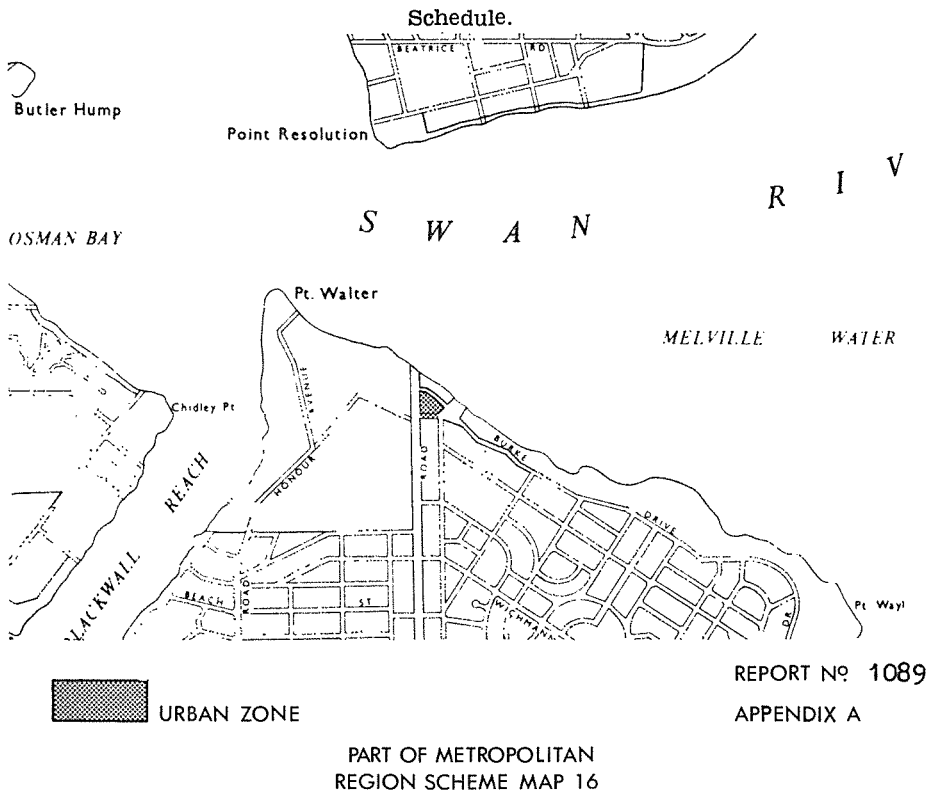 Schedule.
BEATRICE RD
Butler Hump
Point Resolution
SWAN RIV
OSMAN BAY
Pt. Walter
MELVILLE WATER
Chidley Pt
AVENUE
HONOUR
ROAD
BURKE
DRIVE
BLACKWALL REACH
BEACH
ROAD
ST
WICHMANN
DR
Pt Wayl
URBAN ZONE
REPORT Nº 1089
APPENDIX A
PART OF METROPOLITAN
REGION SCHEME MAP 16